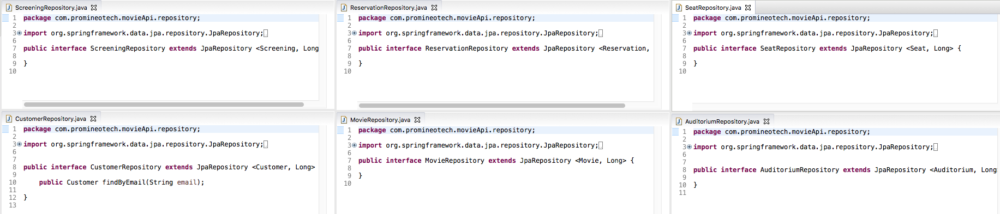 ScreeningRepository.java
1 package com.promineotech.movieApi.repository;
2
3 import org.springframework.data.jpa.repository.JpaRepository;
6
7 public interface ScreeningRepository extends JpaRepository <Screening, Long
8
9 }
10
ReservationRepository.java
1 package com.promineotech.movieApi.repository;
2
3 import org.springframework.data.jpa.repository.JpaRepository;
6
7 public interface ReservationRepository extends JpaRepository <Reservation,
8
9 }
10
SeatRepository.java
1 package com.promineotech.movieApi.repository;
2
3 import org.springframework.data.jpa.repository.JpaRepository;
6
7 public interface SeatRepository extends JpaRepository <Seat, Long> {
8
9 }
10
CustomerRepository.java
1 package com.promineotech.movieApi.repository;
2
3 import org.springframework.data.jpa.repository.JpaRepository;
6
7
8 public interface CustomerRepository extends JpaRepository <Customer, Long>
9
10 public Customer findByEmail(String email);
11
12 }
13
MovieRepository.java
1 package com.promineotech.movieApi.repository;
2
3 import org.springframework.data.jpa.repository.JpaRepository;
6
7 public interface MovieRepository extends JpaRepository <Movie, Long> {
8
9 }
10
AuditoriumRepository.java
1 package com.promineotech.movieApi.repository;
2
3 import org.springframework.data.jpa.repository.JpaRepository;
6
7
8 public interface AuditoriumRepository extends JpaRepository <Auditorium, Long
9
10 }
11